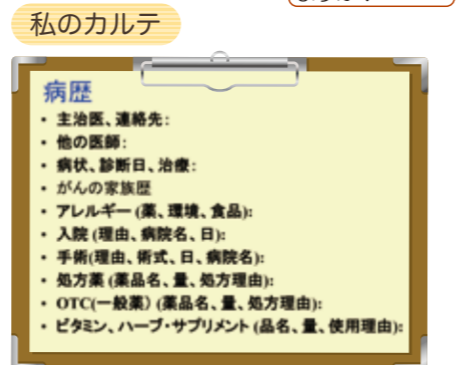 私のカルテ
病歴
• 主治医、連絡先:
• 他の医師:
• 病状、診断日、治療:
• がんの家族歴
• アレルギー (薬、環境、食品):
• 入院 (理由、病院名、日):
• 手術(理由、術式、日、病院名):
• 処方薬 (薬品名、量、処方理由):
• OTC(一般薬) (薬品名、量、処方理由):
• ビタミン、ハーブ・サプリメント (品名、量、使用理由):